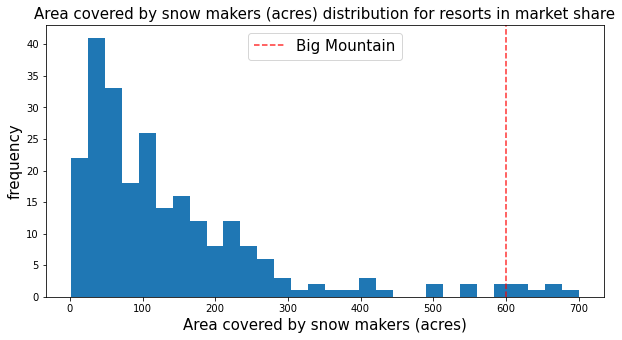 Area covered by snow makers (acres) distribution for resorts in market share
Big Mountain
frequency
40
35
30
25
20
15
10
5
0
0 100 200 300 400 500 600 700
Area covered by snow makers (acres)